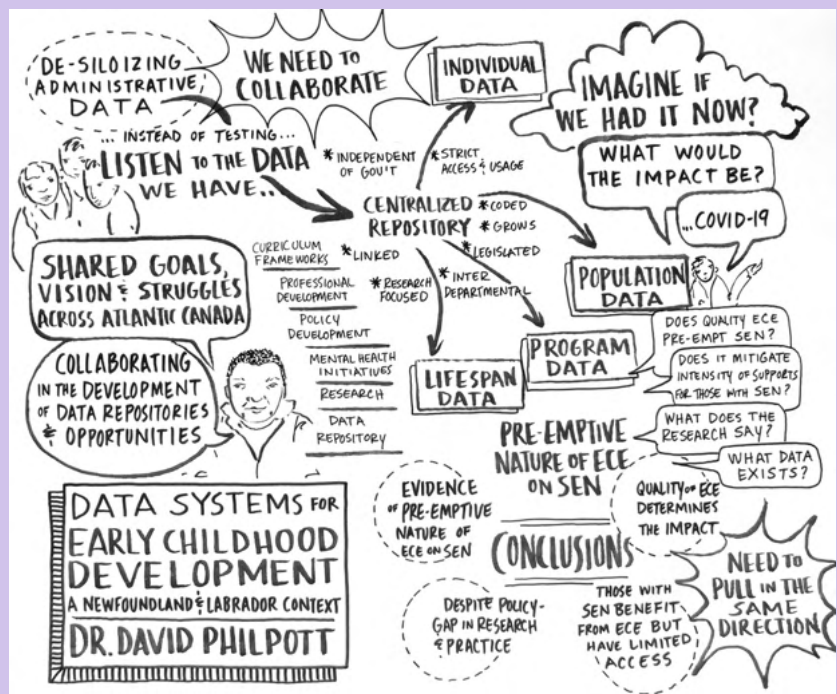 DE-SILOIZING
ADMINISTRATIVE
DATA
WE NEED TO
COLLABORATE
INDIVIDUAL
DATA
IMAGINE IF
WE HAD IT NOW?
... INSTEAD OF TESTING...
LISTEN TO THE DATA
WE HAVE..
* INDEPENDENT
OF GOV'T
* STRICT
ACCESS & USAGE
WHAT WOULD
THE IMPACT BE?
...COVID-19
CENTRALIZED
REPOSITORY
* CODED
* GROWS
* LEGISLATED
* LINKED
* RESEARCH
FOCUSED
* INTER
DEPARTMENTAL
CURRICULUM
FRAMEWORKS
PROFESSIONAL
DEVELOPMENT
POLICY
DEVELOPMENT
MENTAL HEALTH
INITIATIVES
RESEARCH
DATA
REPOSITORY
SHARED GOALS,
VISION & STRUGGLES
ACROSS ATLANTIC CANADA
COLLABORATING
IN THE DEVELOPMENT
OF DATA REPOSITORIES
& OPPORTUNITIES
POPULATION
DATA
PROGRAM
DATA
LIFESPAN
DATA
DOES QUALITY ECE
PRE-EMPT SEN?
DOES IT MITIGATE
INTENSITY OF SUPPORTS
FOR THOSE WITH SEN?
WHAT DOES THE
RESEARCH SAY?
WHAT DATA
EXISTS?
PRE-EMPTIVE
NATURE OF ECE
ON SEN
EVIDENCE
OF PRE-EMPTIVE
NATURE OF
ECE ON SEN
QUALITY OF ECE
DETERMINES
THE IMPACT
CONCLUSIONS
DESPITE POLICY-
GAP IN RESEARCH
& PRACTICE
THOSE WITH
SEN BENEFIT
FROM ECE BUT
HAVE LIMITED
ACCESS
NEED TO
PULL IN THE
SAME
DIRECTION
DATA SYSTEMS FOR
EARLY CHILDHOOD
DEVELOPMENT
A NEWFOUNDLAND & LABRADOR CONTEXT
DR. DAVID PHILPOTT